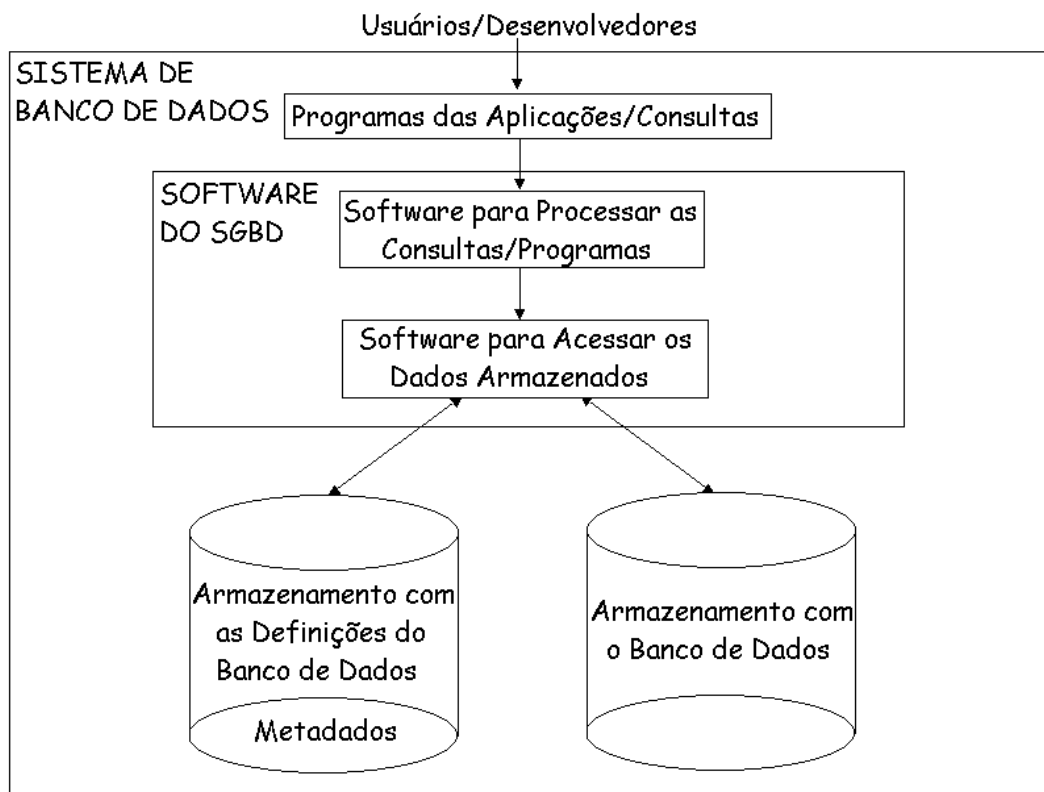 Usuários/Desenvolvedores
SISTEMA DE
BANCO DE DADOS
Programas das Aplicações/Consultas
SOFTWARE
DO SGBD
Software para Processar as
Consultas/Programas
Software para Acessar os
Dados Armazenados
Armazenamento com
as Definições do
Banco de Dados
Metadados
Armazenamento com
o Banco de Dados